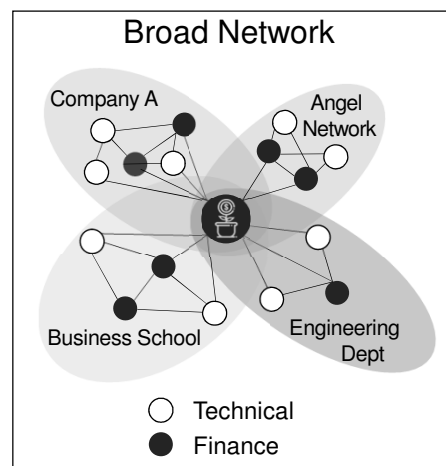 Broad Network
Company A
Angel
Network
$
Business School
Engineering
Dept
Technical
Finance